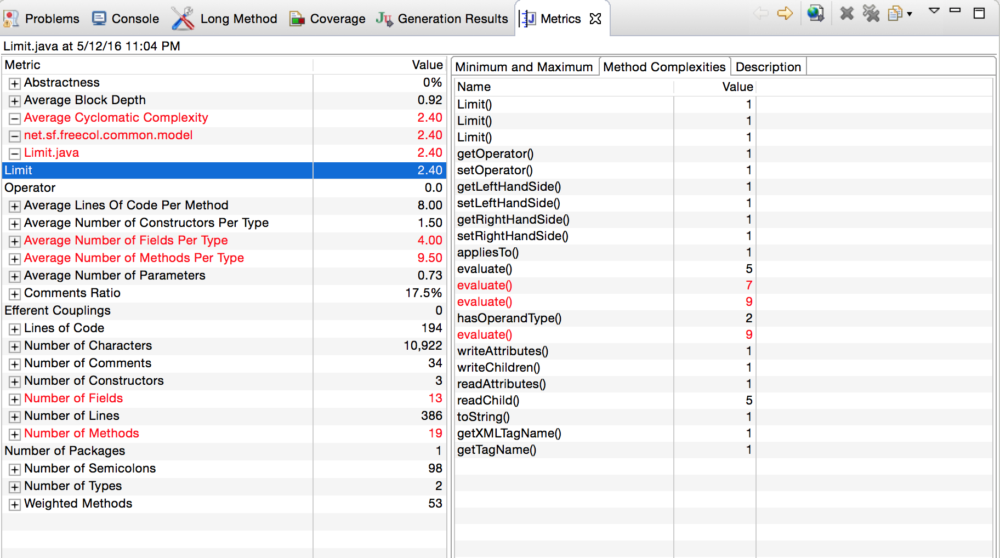 Problems Console Long Method Coverage Generation Results Metrics
Limit.java at 5/12/16 11:04 PM
Metric Value
Abstractness 0%
Average Block Depth 0.92
Average Cyclomatic Complexity 2.40
net.sf.freecol.common.model 2.40
Limit.java 2.40
Limit 2.40
Operator 0.0
Average Lines Of Code Per Method 8.00
Average Number of Constructors Per Type 1.50
Average Number of Fields Per Type 4.00
Average Number of Methods Per Type 9.50
Average Number of Parameters 0.73
Comments Ratio 17.5%
Efferent Couplings 0
Lines of Code 194
Number of Characters 10,922
Number of Comments 34
Number of Constructors 3
Number of Fields 13
Number of Lines 386
Number of Methods 19
Number of Packages 1
Number of Semicolons 98
Number of Types 2
Weighted Methods 53
Minimum and Maximum Method Complexities Description
Name Value
Limit() 1
Limit() 1
Limit() 1
getOperator() 1
setOperator() 1
getLeftHandSide() 1
setLeftHandSide() 1
getRightHandSide() 1
setRightHandSide() 1
appliesTo() 1
evaluate() 5
evaluate() 7
evaluate() 9
hasOperandType() 2
evaluate() 9
writeAttributes() 1
writeChildren() 1
readAttributes() 1
readChild() 5
toString() 1
getXMLTagName() 1
getTagName() 1